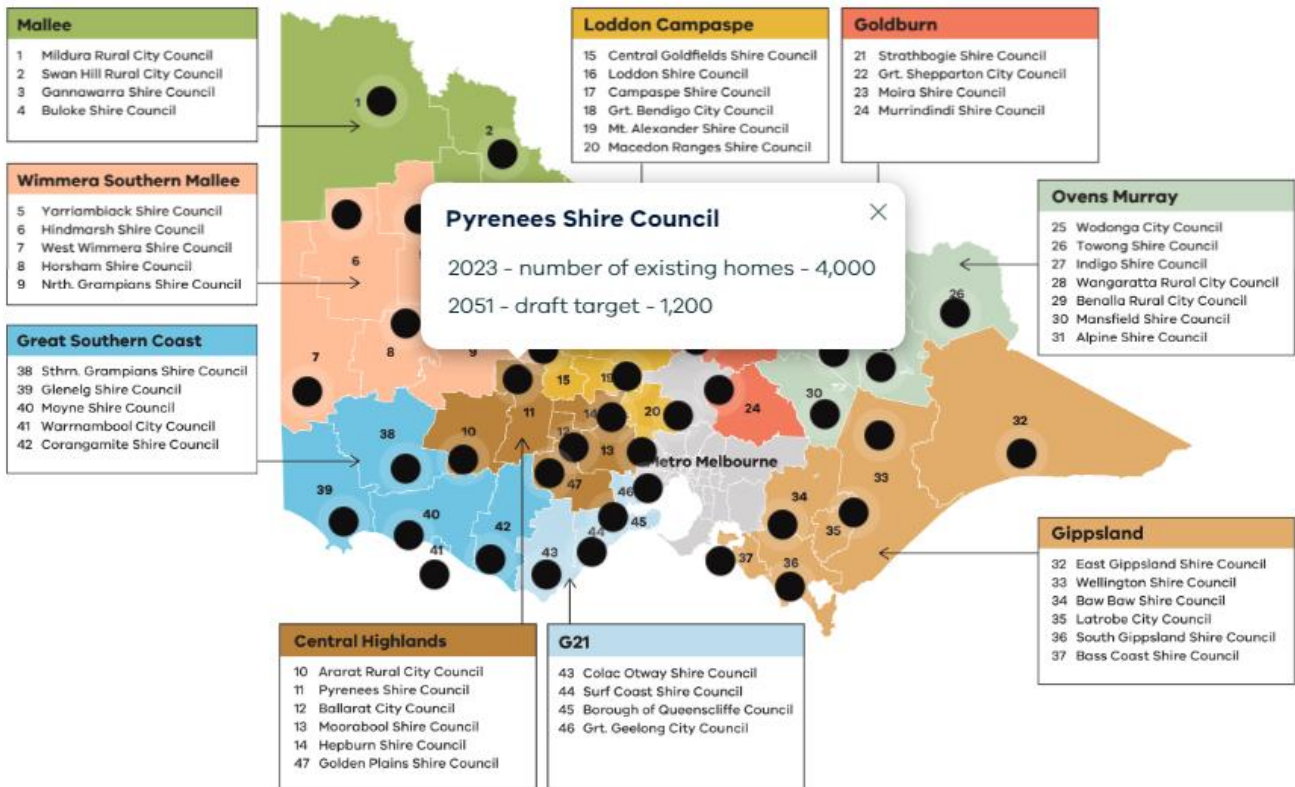 Mallee
1 Mildura Rural City Council
2 Swan Hill Rural City Council
3 Gannawarra Shire Council
4 Buloke Shire Council
Loddon Campaspe
15 Central Goldfields Shire Council
16 Loddon Shire Council
17 Campaspe Shire Council
18 Grt. Bendigo City Council
19 Mt. Alexander Shire Council
20 Macedon Ranges Shire Council
Goldburn
21 Strathbogie Shire Council
22 Grt. Shepparton City Council
23 Moira Shire Council
24 Murrindindi Shire Council
Wimmera Southern Mallee
5 Yarriambiack Shire Council
6 Hindmarsh Shire Council
7 West Wimmera Shire Council
8 Horsham Shire Council
9 Nrth. Grampians Shire Council
Pyrenees Shire Council
2023 - number of existing homes - 4,000
2051 - draft target - 1,200
Ovens Murray
25 Wodonga City Council
26 Towong Shire Council
27 Indigo Shire Council
28 Wangaratta Rural City Council
29 Benalla Rural City Council
30 Mansfield Shire Council
31 Alpine Shire Council
Great Southern Coast
38 Sthrn. Grampians Shire Council
39 Glenelg Shire Council
40 Moyne Shire Council
41 Warrnambool City Council
42 Corangamite Shire Council
1
2
6
7
8
9
26
15
19
20
24
30
32
11
14
10
13
38
Metro Melbourne
47
46
33
34
39
40
42
44
45
35
41
43
37
36
Gippsland
32 East Gippsland Shire Council
33 Wellington Shire Council
34 Baw Baw Shire Council
35 Latrobe City Council
36 South Gippsland Shire Council
37 Bass Coast Shire Council
Central Highlands
10 Ararat Rural City Council
11 Pyrenees Shire Council
12 Ballarat City Council
13 Moorabool Shire Council
14 Hepburn Shire Council
47 Golden Plains Shire Council
G21
43 Colac Otway Shire Council
44 Surf Coast Shire Council
45 Borough of Queenscliffe Council
46 Grt. Geelong City Council